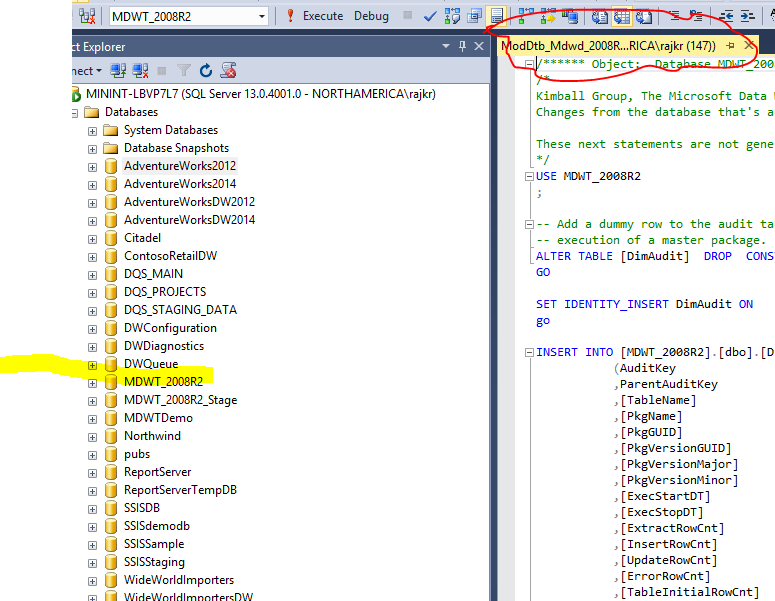 MDWT_2008R2
Execute
Debug
ct Explorer
ModDtb_Mdwd_2008R...RICA\rajkr (147))
nect
MININT-LBVP7L7 (SQL Server 13.0.4001.0 - NORTHAMERICA\rajkr)
Databases
System Databases
Database Snapshots
AdventureWorks2012
AdventureWorks2014
AdventureWorksDW2012
AdventureWorksDW2014
Citadel
ContosoRetailDW
DQS_MAIN
DQS_PROJECTS
DQS_STAGING_DATA
DWConfiguration
DWDiagnostics
DWQueue
MDWT_2008R2
MDWT_2008R2_Stage
MDWTDemo
Northwind
pubs
ReportServer
ReportServerTempDB
SSISDB
SSISdemodb
SSISSample
SSISStaging
WideWorldImporters
WideWorldImportersDW
/****** Object:  Database MDWT_200
/*
Kimball Group, The Microsoft Data
Changes from the database that's a
These next statements are not gene
*/
USE MDWT_2008R2
;
-- Add a dummy row to the audit ta
-- execution of a master package.
ALTER TABLE [DimAudit]  DROP  CONS
GO
SET IDENTITY_INSERT DimAudit ON
go
INSERT INTO [MDWT_2008R2].[dbo].[D
(AuditKey
,ParentAuditKey
,[TableName]
,[PkgName]
,[PkgGUID]
,[PkgVersionGUID]
,[PkgVersionMajor]
,[PkgVersionMinor]
,[ExecStartDT]
,[ExecStopDT]
,[ExtractRowCnt]
,[InsertRowCnt]
,[UpdateRowCnt]
,[ErrorRowCnt]
,[TableInitialRowCnt]